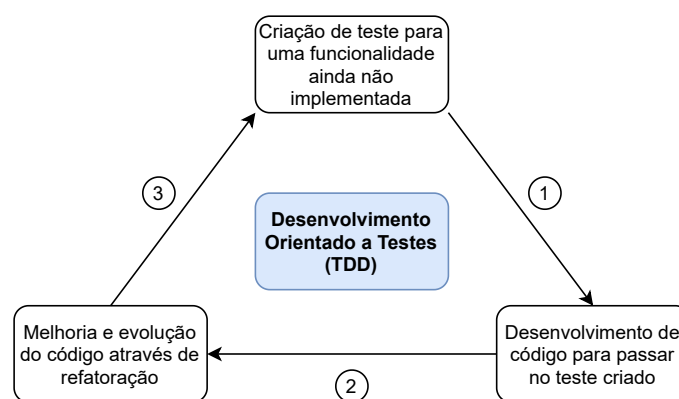 Criação de teste para
uma funcionalidade
ainda não
implementada
3
1
Desenvolvimento
Orientado a Testes
(TDD)
Melhoria e evolução
do código através de
refatoração
Desenvolvimento de
código para passar
no teste criado
2